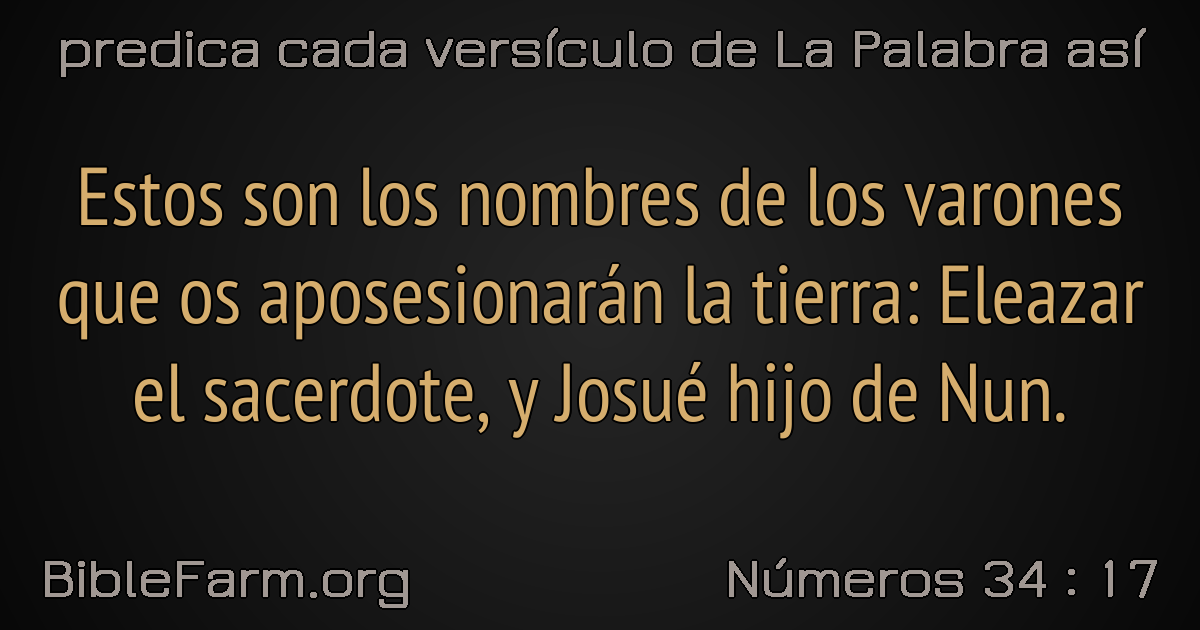 predica cada versículo de La Palabra así
Estos son los nombres de los varones
que os aposesionarán la tierra: Eleazar
el sacerdote, y Josué hijo de Nun.
BibleFarm.org
Números 34 : 17